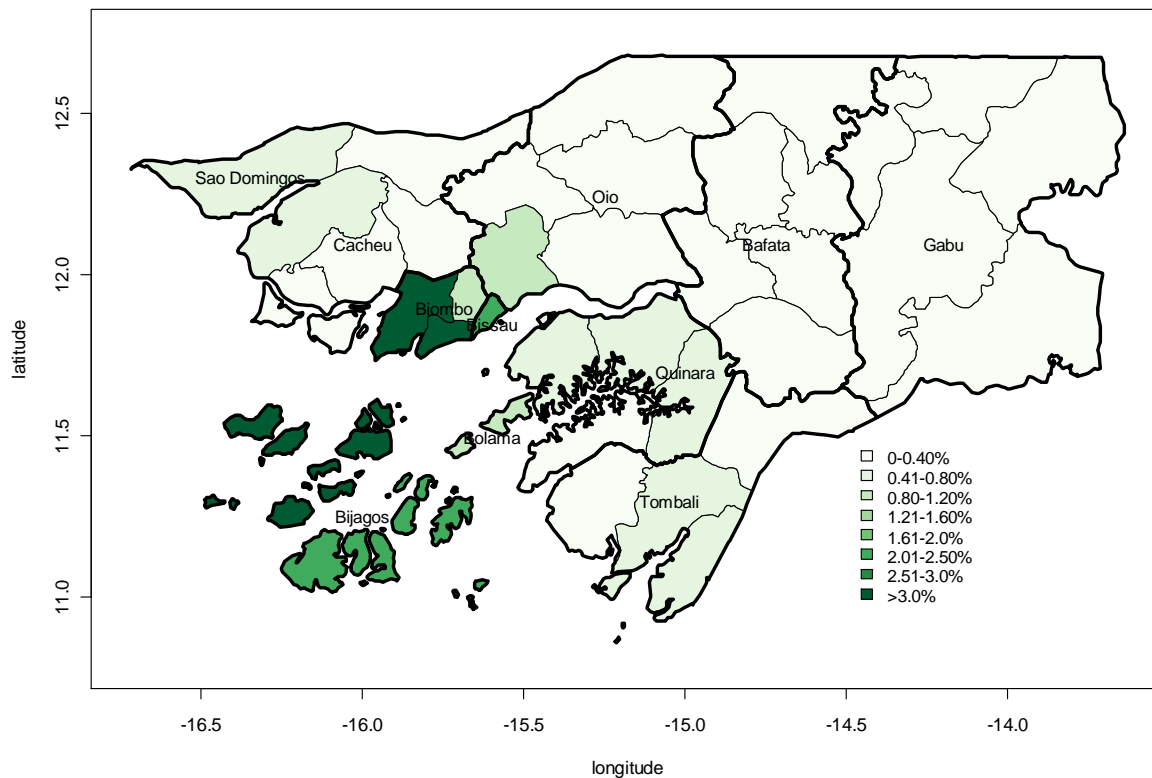 12.5
Sao Domingos
Oio
Cacheu
Bafata
Gabu
12.0
Biombo
Bissau
latitude
Quinara
11.5
Bolama
0-0.40%
0.41-0.80%
0.80-1.20%
Tombali
1.21-1.60%
Bijagos
1.61-2.0%
2.01-2.50%
2.51-3.0%
11.0
>3.0%
-16.5 -16.0 -15.5 -15.0 -14.5 -14.0
longitude